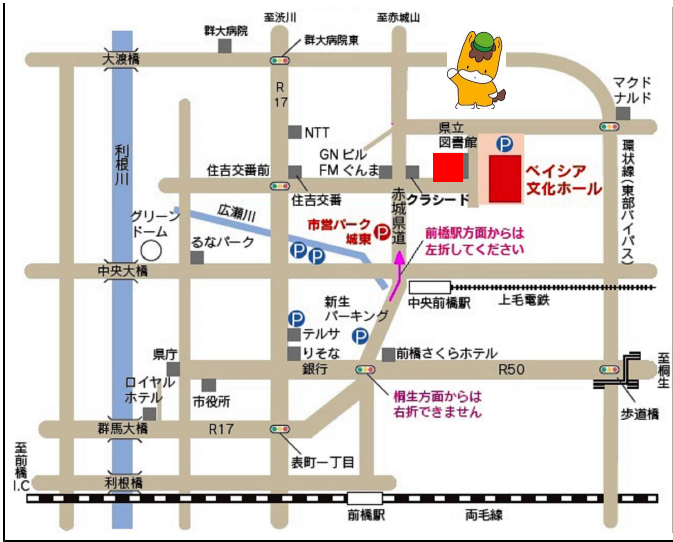 至渋川
至赤城山
群大病院
大渡橋
群大病院東
マクド
ナルド
R
17
利根川
NTT
県立
図書館
P
環状線(東部バイパス)
GNビル
FMぐんま
住吉交番前
ベイシア
文化ホール
クラシード
住吉交番
赤城県道
広瀬川
グリーン
ドーム
市営パーク
城東
P
るなパーク
P
P
前橋駅方面からは
左折してください
中央大橋
中央前橋駅
上毛電鉄
新生
パーキング
P
P
テルサ
りそな
銀行
前橋さくらホテル
R50
至桐生
県庁
ロイヤル
ホテル
市役所
桐生方面からは
右折できません
歩道橋
群馬大橋
R17
表町一丁目
至前橋I.C
利根橋
前橋駅
両毛線